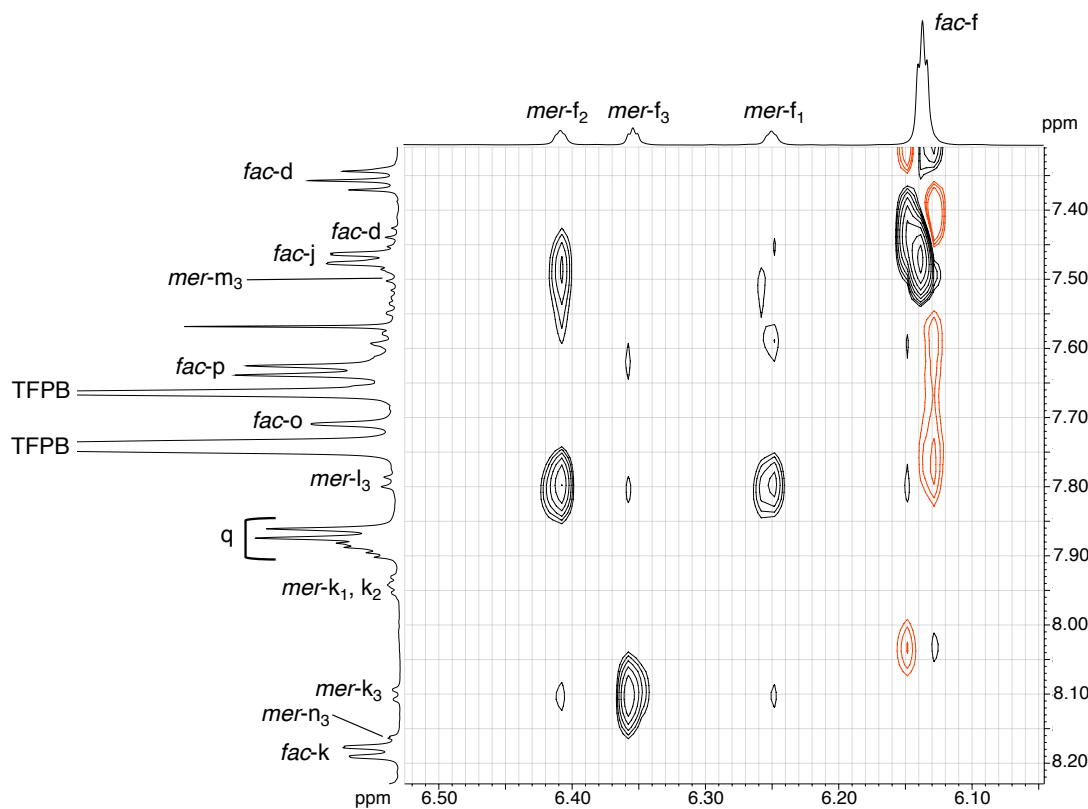 fac-f
mer-f₂ mer-f₃ mer-f₁
ppm
fac-d
fac-d
fac-j
mer-m₃
fac-p
TFPB
fac-o
TFPB
mer-l₃
q
mer-k₁, k₂
mer-k₃
mer-n₃
fac-k
7.40
7.50
7.60
7.70
7.80
7.90
8.00
8.10
8.20
ppm 6.50 6.40 6.30 6.20